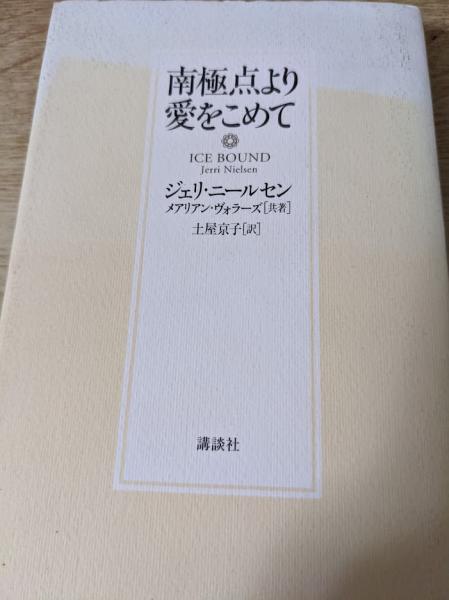 南極点より
愛をこめて
ICE BOUND
Jerri Nielsen
ジェリ・ニールセン
メアリアン・ヴォラーズ[共著]
土屋京子[訳]
講談社